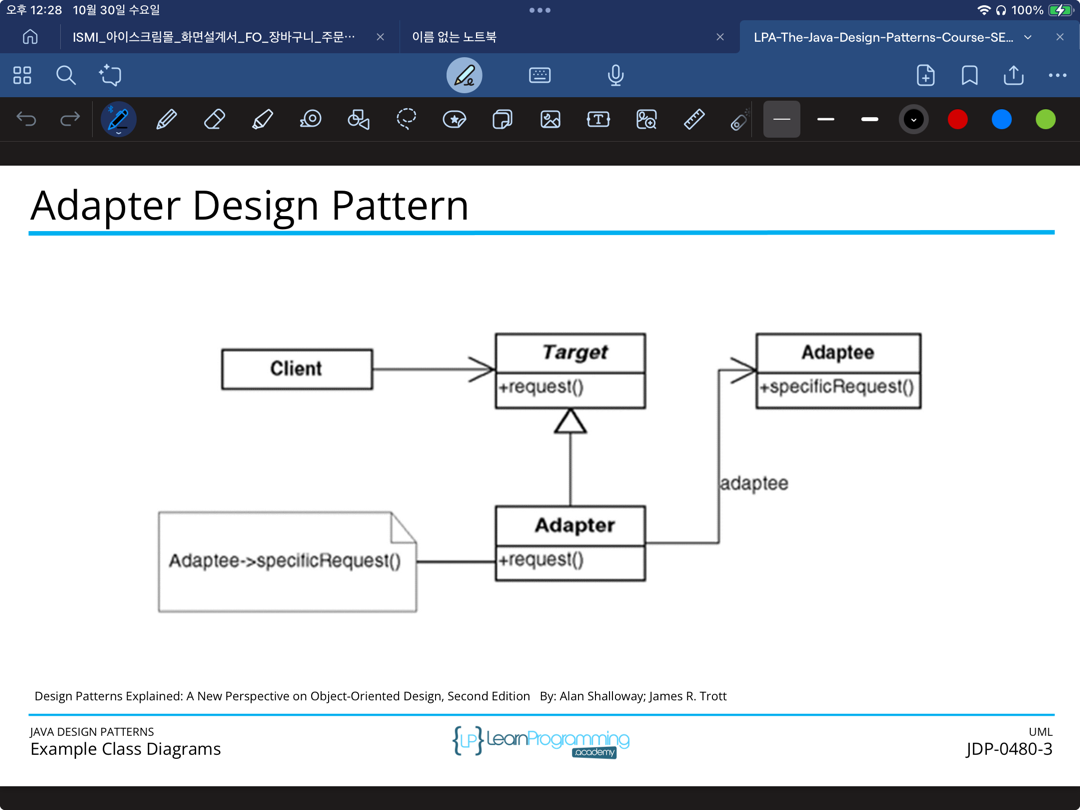 오후 12:28 10월 30일 수요일
100%
ISMI_아이스크림몰_화면설계서_FO_장바구니_주문…
이름 없는 노트북
LPA-The-Java-Design-Patterns-Course-SE...
Adapter Design Pattern
Client
Target
+request()
Adaptee
+specificRequest()
adaptee
Adapter
+request()
Adaptee->specificRequest()
Design Patterns Explained: A New Perspective on Object-Oriented Design, Second Edition By: Alan Shalloway; James R. Trott
JAVA DESIGN PATTERNS
Example Class Diagrams
{LP}LearnProgramming
.academy
UML
JDP-0480-3